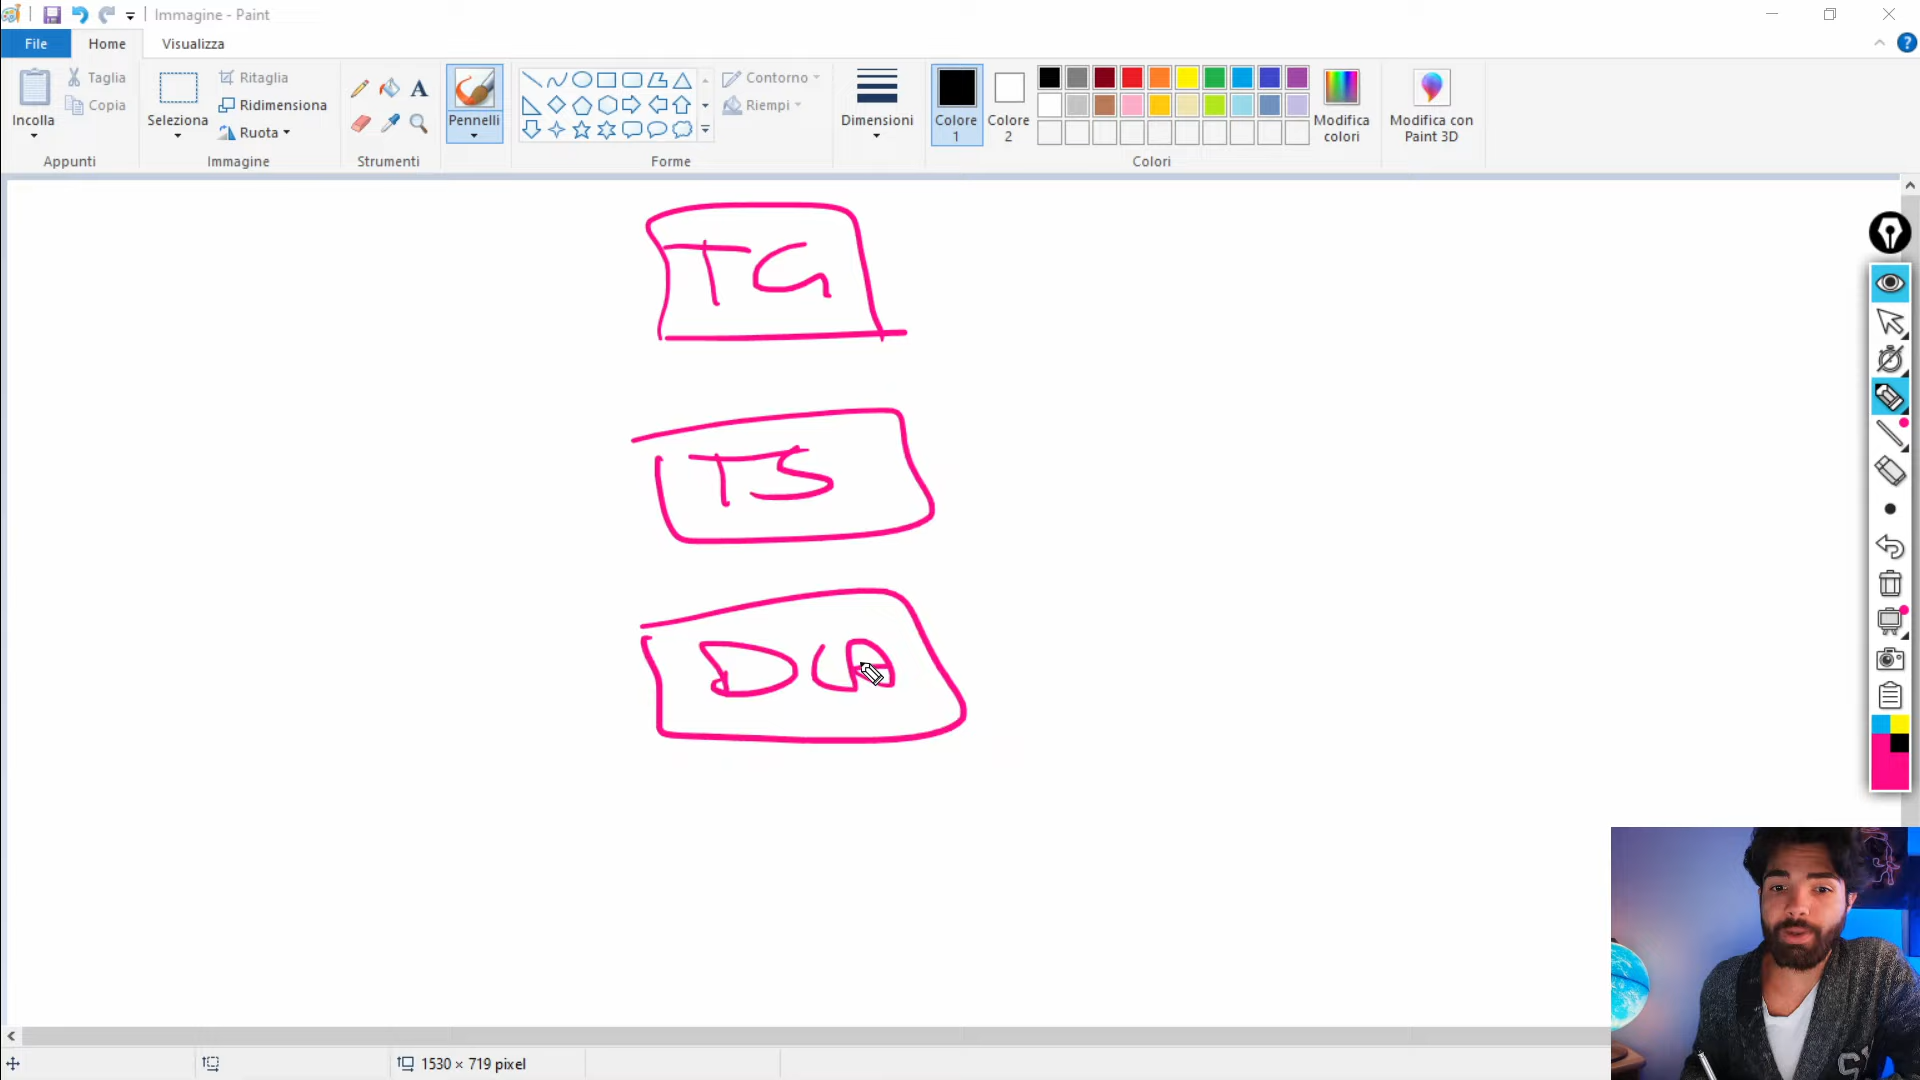 Immagine - Paint
File Home Visualizza
Incolla
Taglia
Copia
Appunti
Seleziona
Ritaglia
Ridimensiona
Ruota
Immagine
Strumenti
Pennelli
Forme
Contorno
Riempi
Dimensioni
Colore
1
Colore
2
Modifica
colori
Colori
Modifica con
Paint 3D
TG
TS
DCA
1530 × 719 pixel